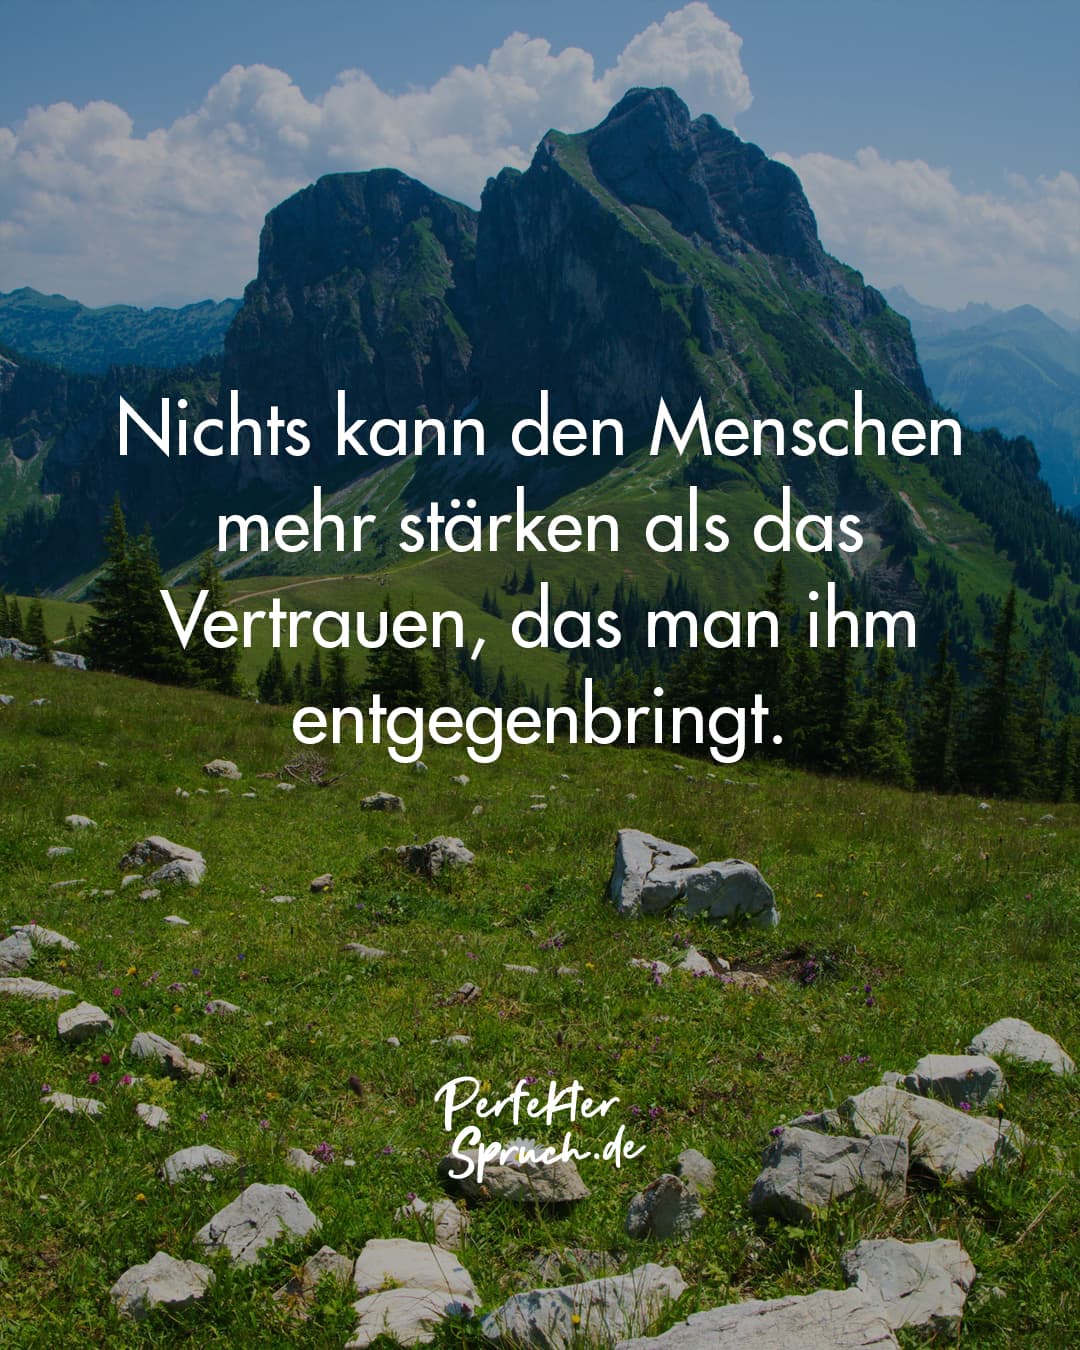 Nichts kann den Menschen
mehr stärken als das
Vertrauen, das man ihm
entgegenbringt.
Perfekter
Spruch.de